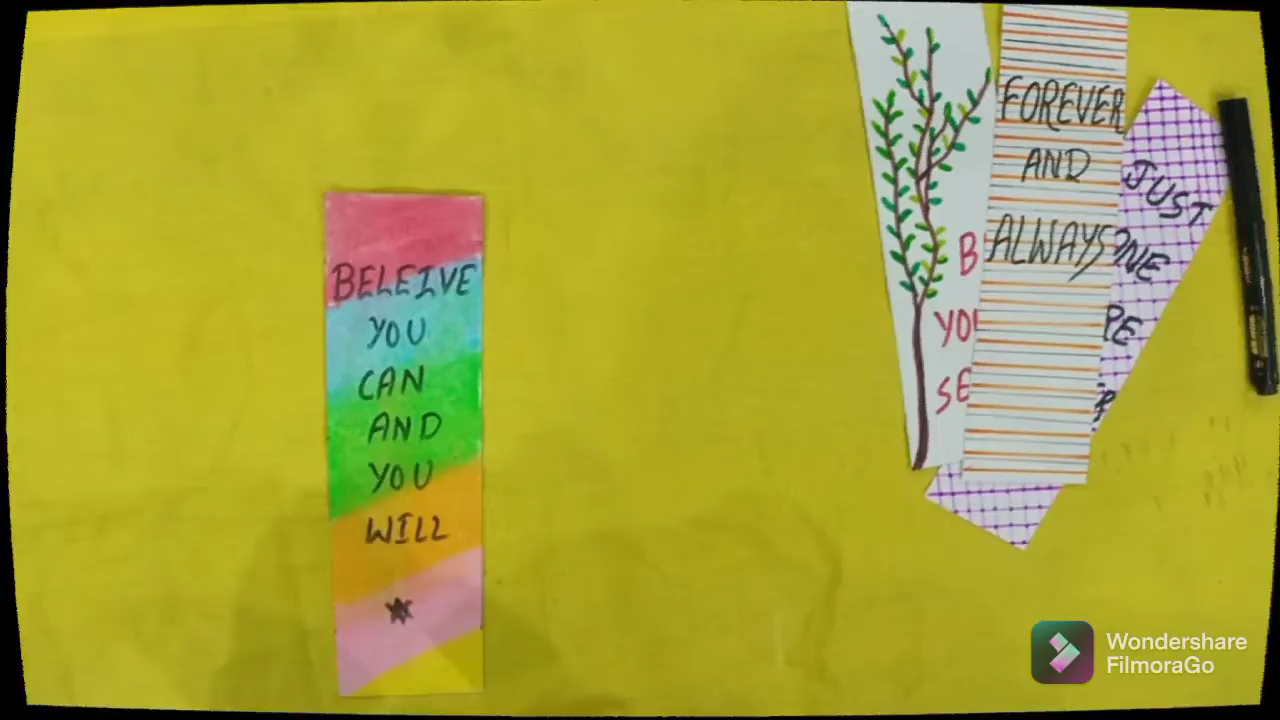 BELEIVE
YOU
CAN
AND
YOU
WILL
FOREVER
AND
ALWAYS
JUST
Wondershare
FilmoraGo